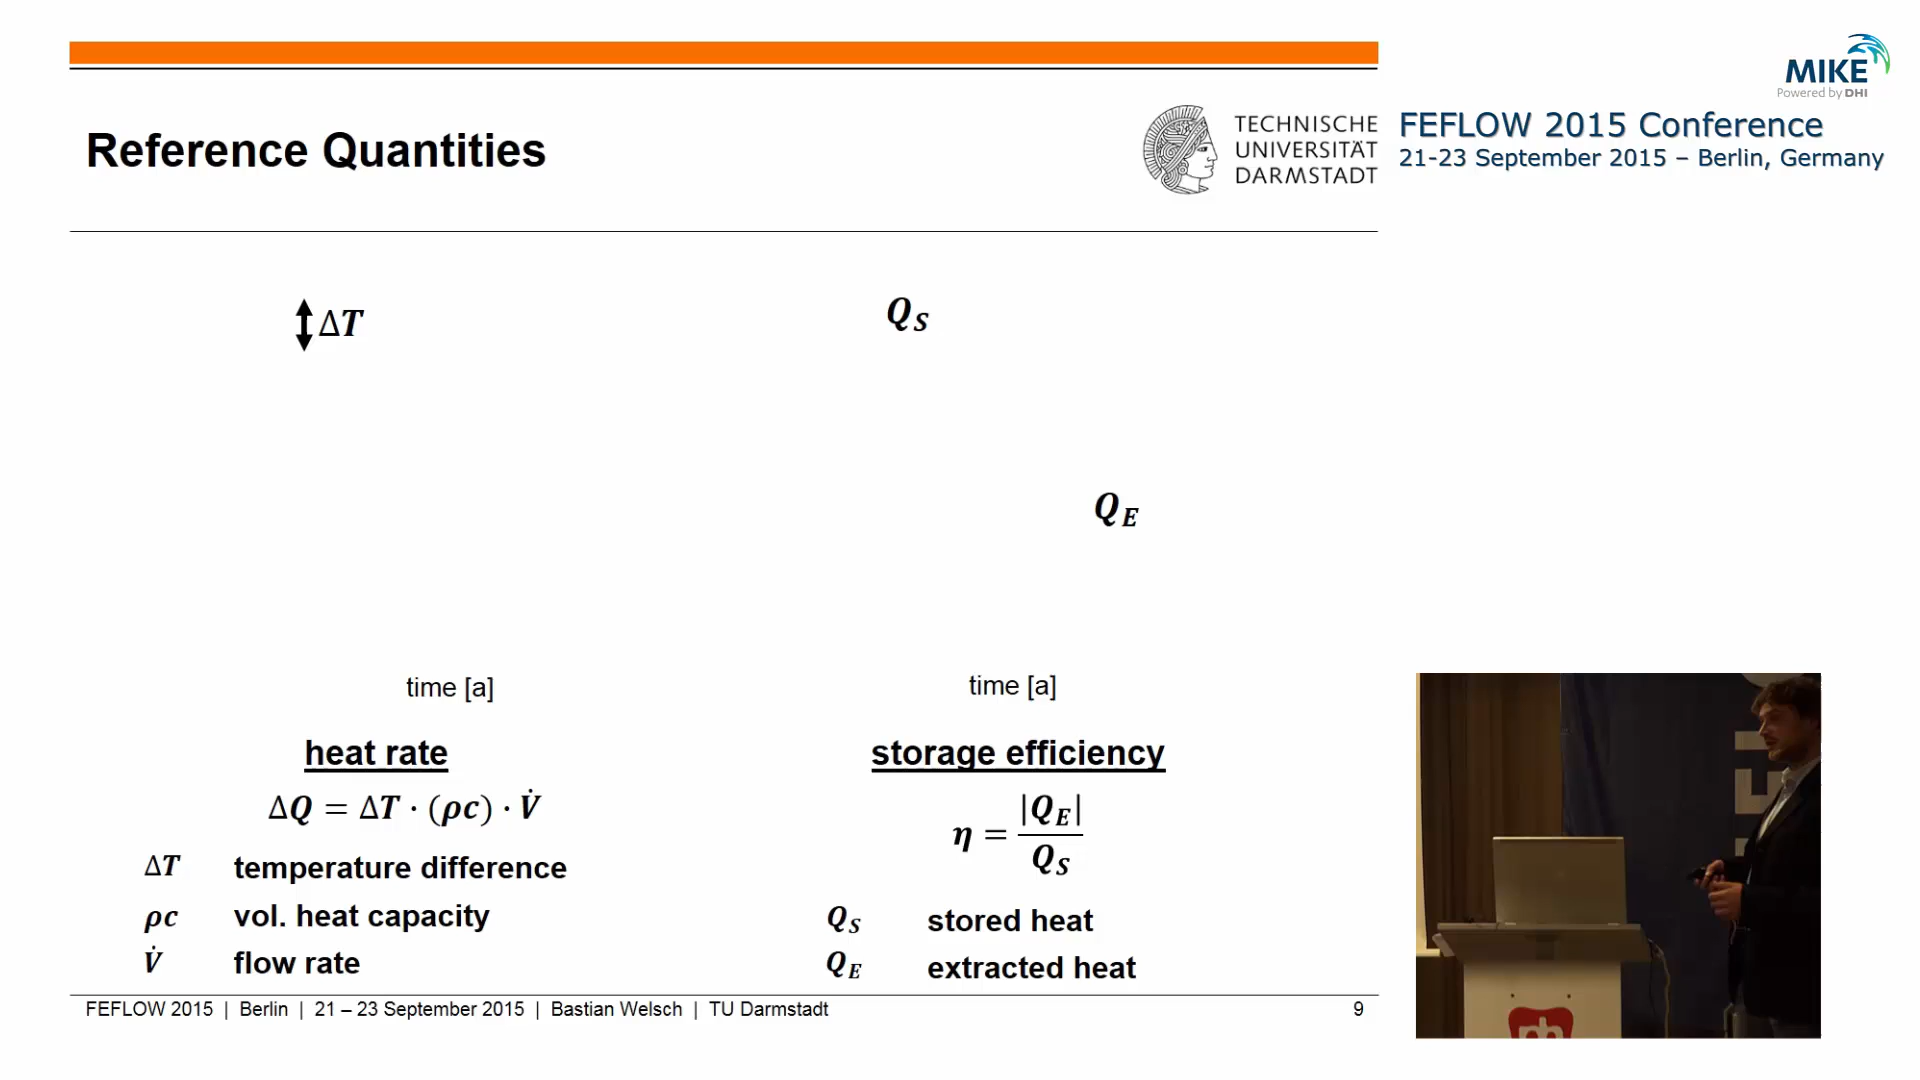 MIKE
Powered by DHI
Reference Quantities
TECHNISCHE
UNIVERSITÄT
DARMSTADT
FEFLOW 2015 Conference
21-23 September 2015 – Berlin, Germany
ΔT
Q_S
Q_E
time [a]
time [a]
heat rate
ΔQ = ΔT · (ρc) · V̇
ΔT temperature difference
ρc vol. heat capacity
V̇ flow rate
storage efficiency
η = |Q_E| / Q_S
Q_S stored heat
Q_E extracted heat
FEFLOW 2015 | Berlin | 21 – 23 September 2015 | Bastian Welsch | TU Darmstadt
9